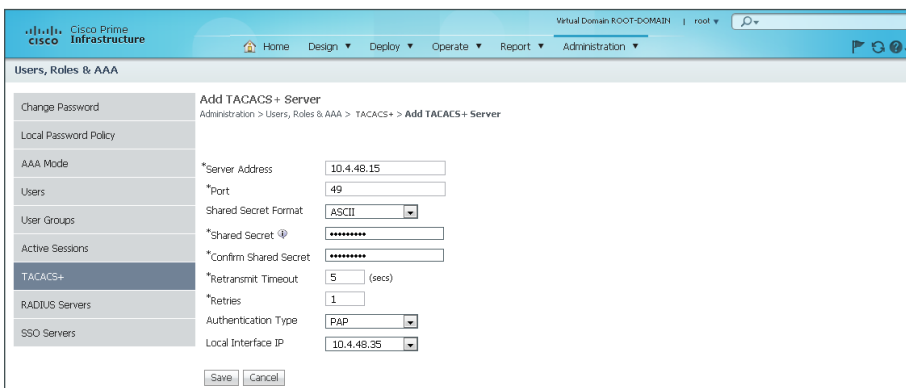 Virtual Domain ROOT-DOMAIN | root
Cisco Prime
CISCO Infrastructure
Home Design Deploy Operate Report Administration
Users, Roles & AAA
Change Password
Local Password Policy
AAA Mode
Users
User Groups
Active Sessions
TACACS+
RADIUS Servers
SSO Servers
Add TACACS+ Server
Administration > Users, Roles & AAA > TACACS+ > Add TACACS+ Server
*Server Address 10.4.48.15
*Port 49
Shared Secret Format ASCII
*Shared Secret •••••••••
*Confirm Shared Secret •••••••••
*Retransmit Timeout 5 (secs)
*Retries 1
Authentication Type PAP
Local Interface IP 10.4.48.35
Save Cancel